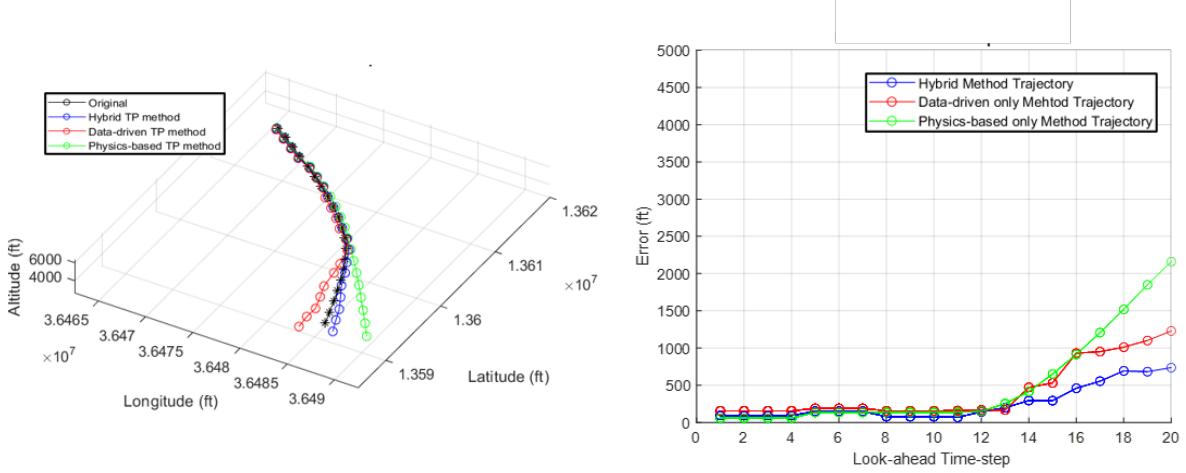 Original
Hybrid TP method
Data-driven TP method
Physics-based TP method
Altitude (ft)
6000
4000
3.6465
3.647
3.6475
3.648
3.6485
3.649
×10^7
Longitude (ft)
1.359
1.36
1.361
1.362
×10^7
Latitude (ft)
Hybrid Method Trajectory
Data-driven only Mehtod Trajectory
Physics-based only Method Trajectory
Error (ft)
5000
4500
4000
3500
3000
2500
2000
1500
1000
500
0
0 2 4 6 8 10 12 14 16 18 20
Look-ahead Time-step